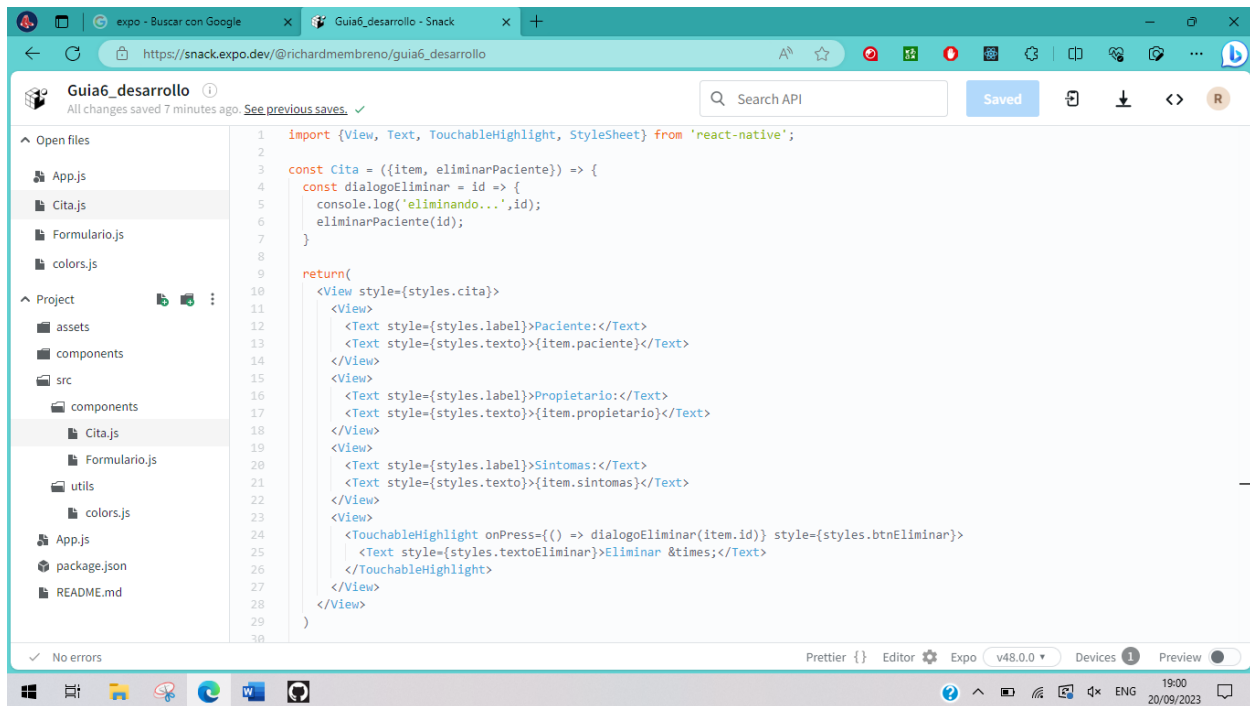 expo - Buscar con Google
Guia6_desarrollo - Snack
https://snack.expo.dev/@richardmembreno/guia6_desarrollo
Guia6_desarrollo
All changes saved 7 minutes ago. See previous saves.
Search API
Saved
R
Open files
App.js
Cita.js
Formulario.js
colors.js
Project
assets
components
src
components
Cita.js
Formulario.js
utils
colors.js
App.js
package.json
README.md
1 import {View, Text, TouchableHighlight, StyleSheet} from 'react-native';
2
3 const Cita = ({item, eliminarPaciente}) => {
4 const dialogoEliminar = id => {
5 console.log('eliminando...',id);
6 eliminarPaciente(id);
7 }
8
9 return(
10 <View style={styles.cita}>
11 <View>
12 <Text style={styles.label}>Paciente:</Text>
13 <Text style={styles.texto}>{item.paciente}</Text>
14 </View>
15 <View>
16 <Text style={styles.label}>Propietario:</Text>
17 <Text style={styles.texto}>{item.propietario}</Text>
18 </View>
19 <View>
20 <Text style={styles.label}>Sintomas:</Text>
21 <Text style={styles.texto}>{item.sintomas}</Text>
22 </View>
23 <View>
24 <TouchableHighlight onPress={() => dialogoEliminar(item.id)} style={styles.btnEliminar}>
25 <Text style={styles.textoEliminar}>Eliminar &times;</Text>
26 </TouchableHighlight>
27 </View>
28 </View>
29 )
30
No errors
Prettier {} Editor Expo v48.0.0 Devices 1 Preview
ENG
19:00
20/09/2023